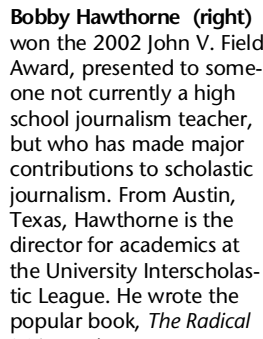 Bobby Hawthorne (right)
won the 2002 John V. Field
Award, presented to some-
one not currently a high
school journalism teacher,
but who has made major
contributions to scholastic
journalism. From Austin,
Texas, Hawthorne is the
director for academics at
the University Interscholas-
tic League. He wrote the
popular book, The Radical